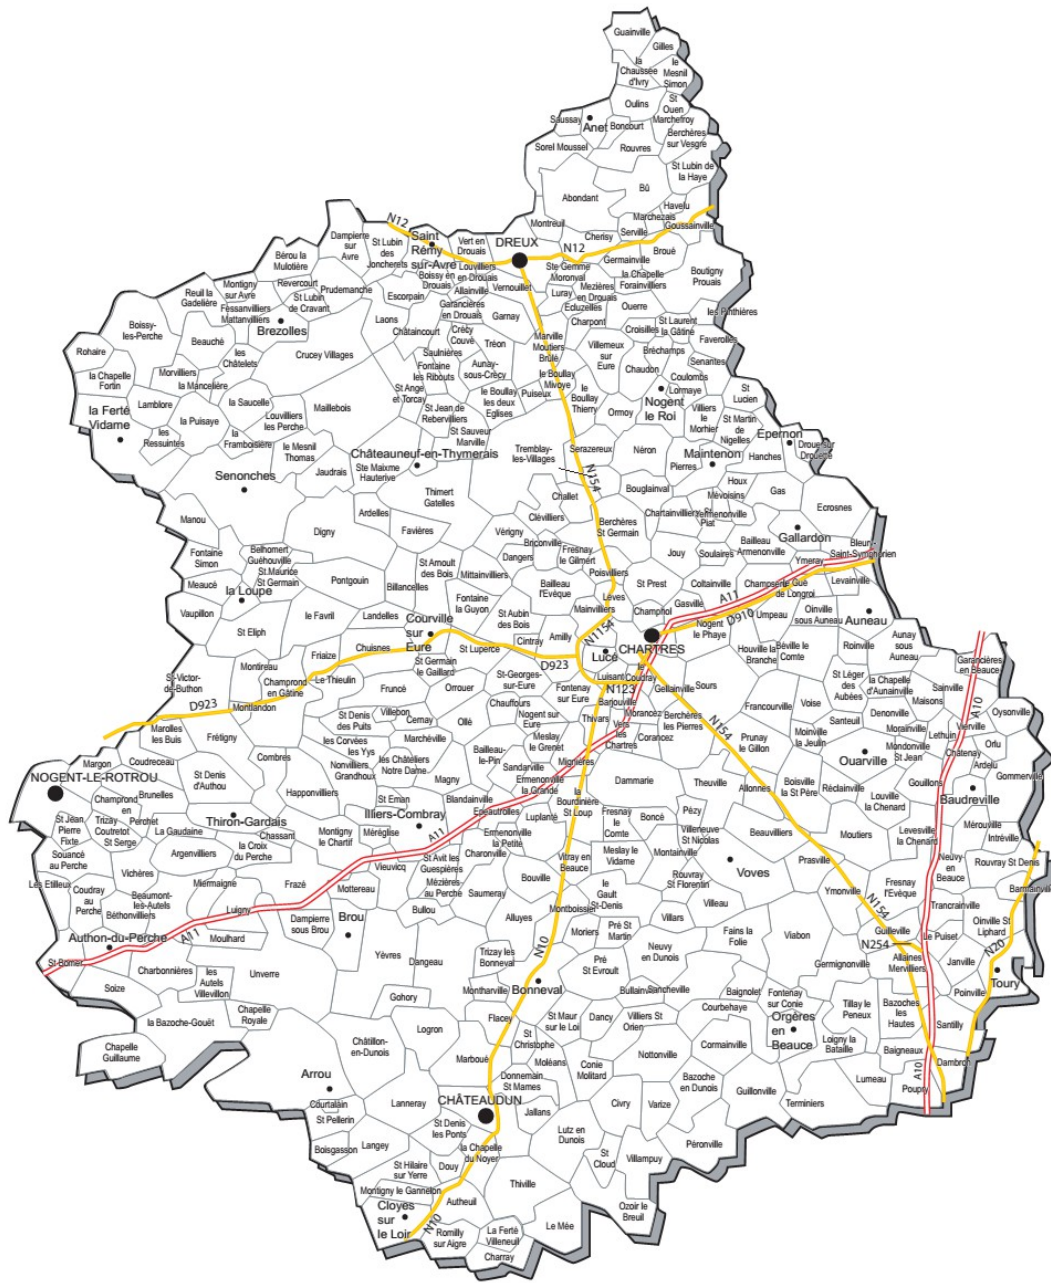 Guainville
Gilles
la
Chaussée
d'Ivry
le
Mesnil
Simon
Oulins
St
Ouen
Marchefroy
Saussay
Anet
Boncourt
Berchères
sur Vesgre
Sorel Moussel
Rouvres
St Lubin de
la Haye
Abondant
Bû
Havelu
Marchezais
Goussainville
Montreuil
Serville
Cherisy
N12
Saint
Rémy
sur-Avre
Dampierre
sur
Avre
St Lubin
des
Joncherets
Vert en
Drouais
DREUX
N12
Broué
Germainville
Bérou la
Mulotière
Louvilliers
en Drouais
Boissy en
Drouais
Ste Gemme
Moronval
la Chapelle
Forainvilliers
Boutigny
Prouais
Revercourt
Montigny
sur Avre
Reuil la
Gadelière
Prudemanche
Allainville
Vernouillet
Luray
Mezières
en Drouais
Escorpain
St Lubin
de Cravant
Fessanvilliers
Mattanvilliers
Garancières
en Drouais
Garnay
Ecluzelles
Ouerre
les Pinthières
Brezolles
Laons
Charpont
St Laurent
la Gâtine
Boissy-
les-Perche
Châtaincourt
Crécy
Couvé
Tréon
Marville
Moutiers
Brûlé
Croisilles
Faverolles
Beauché
Villemeux
sur
Eure
Bréchamps
Rohaire
les
Châtelets
Crucey Villages
Saulnières
Fontaine
les Ribouts
Aunay-
sous-Crécy
Senantes
Chaudon
Morvilliers
la Chapelle
Fortin
la Mancelière
le Boullay
Mivoye
Coulombs
Lormaye
St Ange
et Torcay
le Boullay
les deux
Eglises
Puiseux
le
Boullay
Thierry
Nogent
le Roi
St
Lucien
Lamblore
la Saucelle
Maillebois
St Jean de
Rebervilliers
Ormoy
Villiers
le
Morhier
la Ferté
Vidame
la Puisaye
Louvilliers
les Perche
St Martin
de
Nigelles
Epernon
les
Ressuintes
la
Framboisière
St Sauveur
Marville
Droue sur
Drouette
le Mesnil
Thomas
Châteauneuf-en-Thymerais
Tremblay-
les-Villages
Serazereux
Néron
Maintenon
Hanches
Senonches
Jaudrais
Ste Maixme
Hauterive
Pierres
N154
Bouglainval
Houx
Gas
Thimert
Gatelles
Challet
Mévoisins
Ecrosnes
Ardelles
Chartainvilliers
St
Piat
Yermenonville
Manou
Clévilliers
Berchères
St Germain
Gallardon
Digny
Favières
Vérigny
Briconville
Bailleau
Armenonville
Bleury-
Saint-Symphorien
Fontaine
Simon
Belhomert
Guéhouville
St Maurice
St Germain
Dangers
Fresnay
le Gilmert
Jouy
Soulaires
Ymeray
St Arnoult
des Bois
Mittainvilliers
Poisvilliers
Meaucé
Pontgouin
Billancelles
Bailleau
l'Evêque
St Prest
Coltainville
Champseru
le Gué
de Longroi
Levainville
la Loupe
Fontaine
la Guyon
Lèves
A11
Gasville
Vaupillon
le Favril
Landelles
Courville
sur
Eure
St Aubin
des Bois
Mainvilliers
Champhol
D910
Umpeau
Oinville
sous Auneau
Auneau
St Eliph
Cintray
Amilly
N1154
Nogent
le Phaye
Aunay
sous
Auneau
St Luperce
CHARTRES
Houville la
Branche
Béville le
Comte
Roinville
Friaize
Chuisnes
St Germain
le Gaillard
D923
Lucé
Garancières
en Beauce
Montireau
le
Coudray
St-Victor-
de-Buthon
Champrond
en Gâtine
Le Thieulin
St-Georges-
sur-Eure
Luisant
N123
Gellainville
Sours
St Léger
des
Aubées
la Chapelle
d'Aunainville
Sainville
Orrouer
Fontenay
sur Eure
Barjouville
Fruncé
Chauffours
Maisons
A10
D923
Montlandon
Villebon
Morancez
Berchères
les Pierres
Francourville
Voise
Denonville
Oysonville
Nogent sur
Eure
Thivars
N154
Santeuil
Vierville
Marolles
les Buis
St Denis
des Puits
Cernay
Ollé
Ver
les
Chartres
Moinville
la Jeulin
Morainville
Lethuin
Frétigny
les Corvées
les Yys
Marchéville
Meslay
le Grenet
Corancez
Prunay
le Gillon
Mondonville
St Jean
Orlu
Margon
Coudreceau
Combres
les Châtelliers
Notre Dame
Bailleau-
le-Pin
Châtenay
Ouarville
Ardelu
NOGENT-LE-ROTROU
St Denis
d'Authou
Nonvilliers
Grandhoux
Sandarville
Mignières
Gommerville
Magny
Ermenonville
la Grande
Dammarie
Theuville
Boisville
la St Père
Gouillons
Brunelles
Happonvilliers
Allonnes
Réclainville
Baudreville
Champrond
en
Perchet
St Eman
Blandainville
la
Bourdinière
St Loup
Louville
la Chenard
Illiers-Combray
Epeautrolles
Luplanté
Fresnay
le
Comte
Pézy
Mérouville
St Jean
Pierre
Fixte
Trizay
Coutretot
St Serge
Thiron-Gardais
Boncé
La Gaudaine
Chassant
Montigny
le Chartif
Méréglise
A11
Ermenonville
la Petite
Villeneuve
St Nicolas
Beauvilliers
Moutiers
Levesville
la Chenard
Intréville
la Croix
du Perche
Souancé
au Perche
Argenvilliers
Vieuvicq
St Avit les
Guespières
Charonville
Vitray en
Beauce
Meslay le
Vidame
Montainville
Prasville
Neuvy
en
Beauce
Rouvray St Denis
Voves
Vichères
Les Etilleux
Miermaigne
Frazé
Mottereau
Mézières
au Perche
Bouville
Rouvray
St Florentin
Fresnay
l'Evêque
Barmainville
Coudray
au
Perche
Beaumont-
les-Autels
Saumeray
le
Gault
St-Denis
Ymonville
Villeau
Trancrainville
Béthonvilliers
Luigny
Dampierre
sous Brou
Brou
Bullou
Alluyes
Montboissier
Villars
N154
Oinville St
Liphard
Authon-du-Perche
A11
Moulhard
Pré St
Martin
Fains la
Folie
Viabon
Guilleville
Le Puiset
N254
Moriers
N20
N10
Yèvres
Dangeau
Trizay les
Bonneval
Neuvy
en Dunois
Allaines
Mervilliers
St-Bomer
Charbonnières
les
Autels
Villevillon
Unverre
Pré
St Evroult
Germignonville
Janville
Soize
Bonneval
Toury
Montharville
Bullainville
Sancheville
Baignolet
Fontenay
sur Conie
Poinville
Gohory
Tillay le
Peneux
Bazoches
les
Hautes
Chapelle
Royale
Courbehaye
la Bazoche-Gouët
Flacey
St Maur
sur le Loir
Dancy
Villiers St
Orien
Orgères
en
Beauce
Santilly
Logron
St
Christophe
Chapelle
Guillaume
Châtillon-
en-Dunois
Cormainville
Loigny la
Bataille
Baigneaux
Nottonville
Marboué
Moléans
Conie
Molitard
Dambron
Arrou
Donnemain
St Mames
Bazoche
en Dunois
Lumeau
A10
Guillonville
Poupry
CHÂTEAUDUN
Courtalain
Lanneray
Civry
Varize
Terminiers
Jallans
St Pellerin
St Denis
les Ponts
Lutz en
Dunois
Boisgasson
Langey
la Chapelle
du Noyer
Péronville
St
Cloud
Villampuy
St Hilaire
sur Yerre
Douy
Thiville
Montigny le Gannelon
Autheuil
Cloyes
sur
le Loir
Ozoir le
Breuil
N10
Romilly
sur Aigre
La Ferté
Villeneuil
Le Mée
Charray